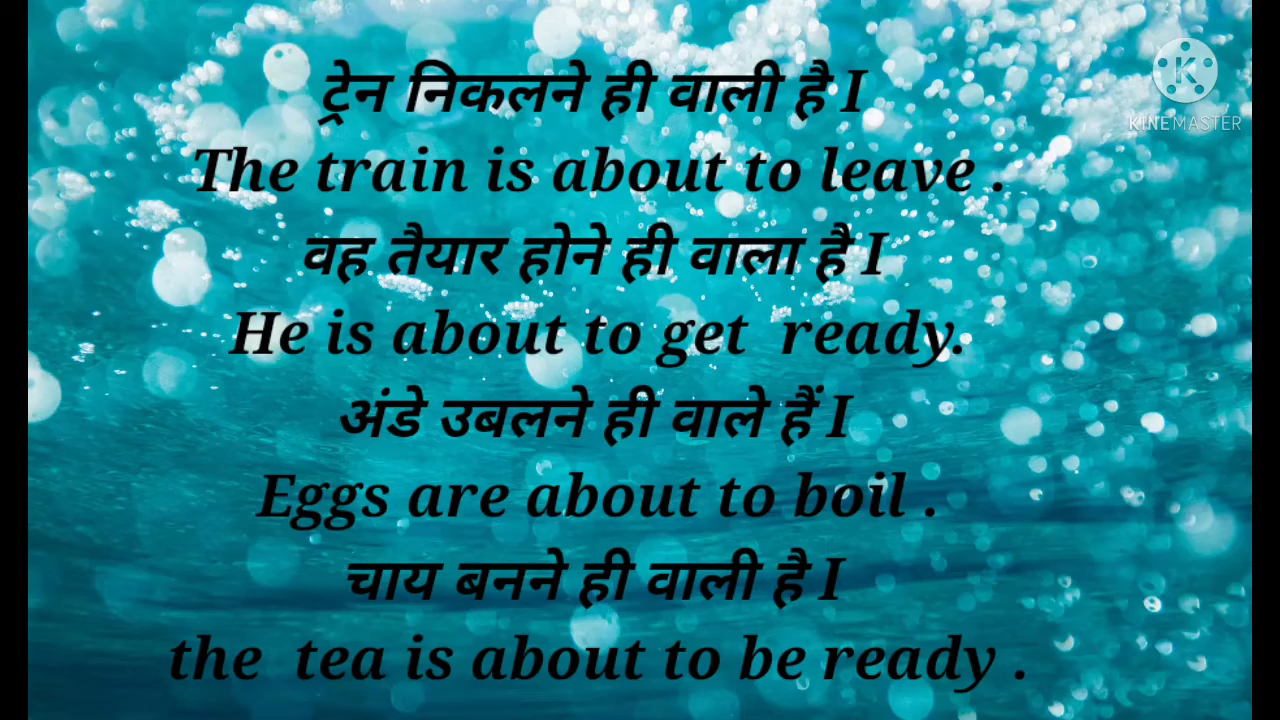 ट्रेन निकलने ही वाली है I
The train is about to leave .
वह तैयार होने ही वाला है I
He is about to get ready.
अंडे उबलने ही वाले हैं I
Eggs are about to boil .
चाय बनने ही वाली है I
the tea is about to be ready .
K
KINEMASTER